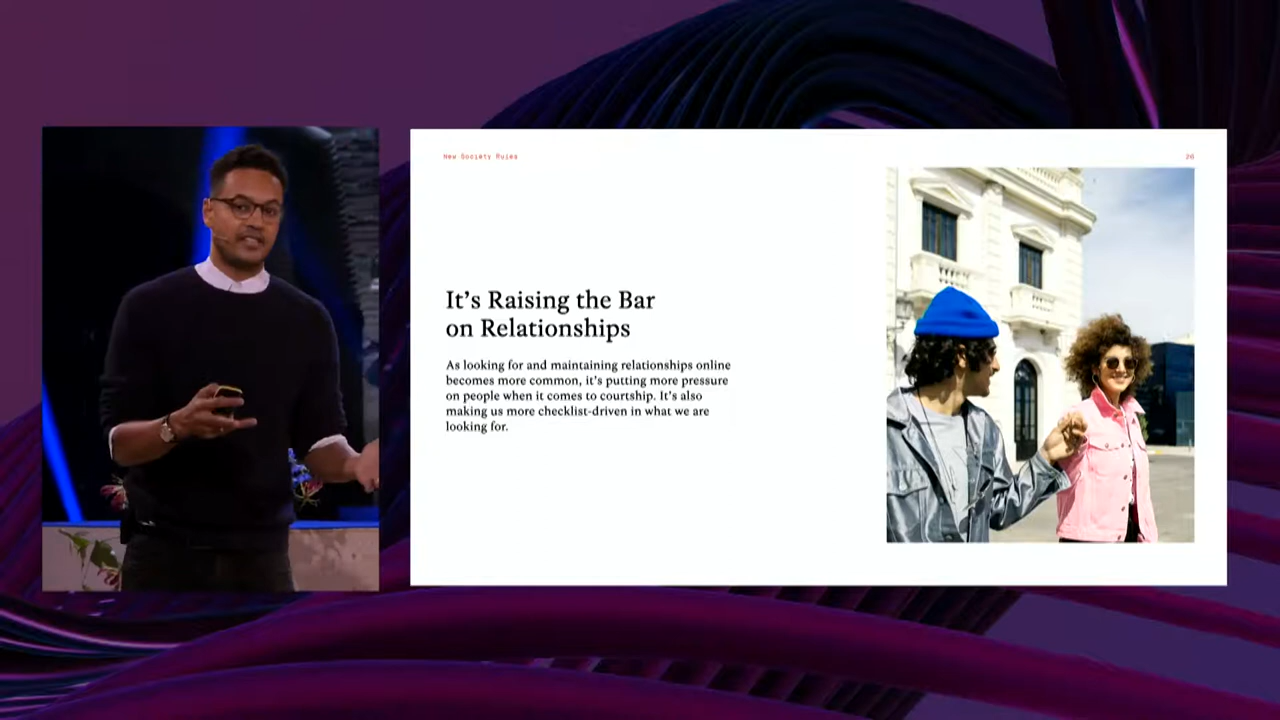 New Society Rules
26
It’s Raising the Bar
on Relationships
As looking for and maintaining relationships online
becomes more common, it’s putting more pressure
on people when it comes to courtship. It’s also
making us more checklist-driven in what we are
looking for.